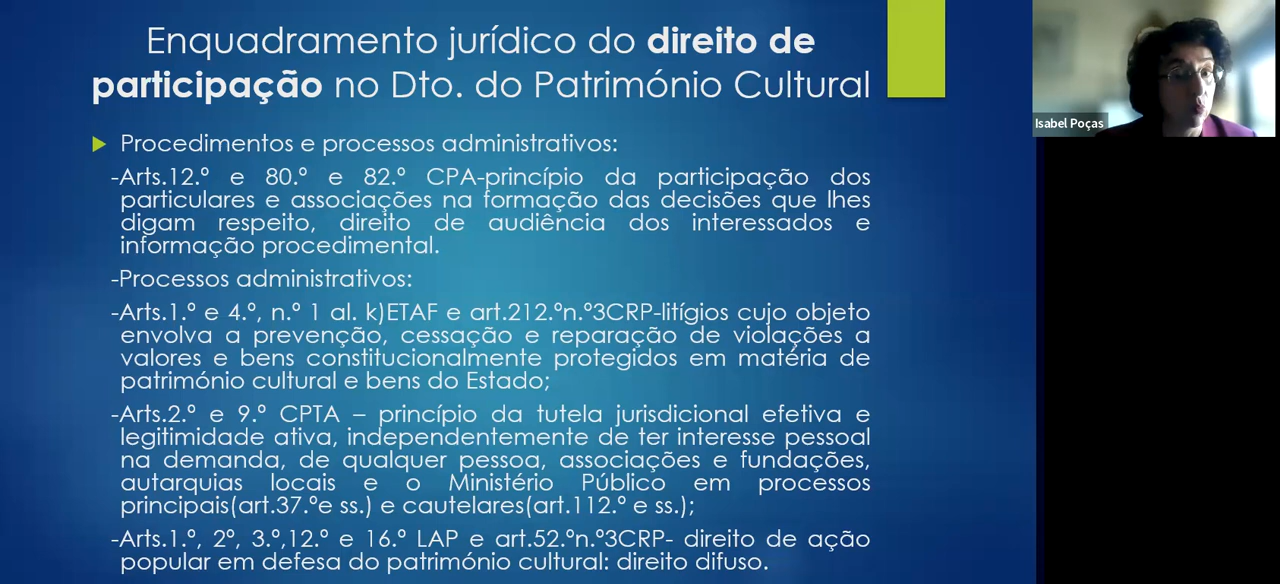 Enquadramento jurídico do direito de
participação no Dto. do Património Cultural
Procedimentos e processos administrativos:
-Arts.12.º e 80.º e 82.º CPA-princípio da participação dos
particulares e associações na formação das decisões que lhes
digam respeito, direito de audiência dos interessados e
informação procedimental.
-Processos administrativos:
-Arts.1.º e 4.º, n.º 1 al. k)ETAF e art.212.ºn.º3CRP-litígios cujo objeto
envolva a prevenção, cessação e reparação de violações a
valores e bens constitucionalmente protegidos em matéria de
património cultural e bens do Estado;
-Arts.2.º e 9.º CPTA – princípio da tutela jurisdicional efetiva e
legitimidade ativa, independentemente de ter interesse pessoal
na demanda, de qualquer pessoa, associações e fundações,
autarquias locais e o Ministério Público em processos
principais(art.37.ºe ss.) e cautelares(art.112.º e ss.);
-Arts.1.º, 2º, 3.º,12.º e 16.º LAP e art.52.ºn.º3CRP- direito de ação
popular em defesa do património cultural: direito difuso.
Isabel Poças